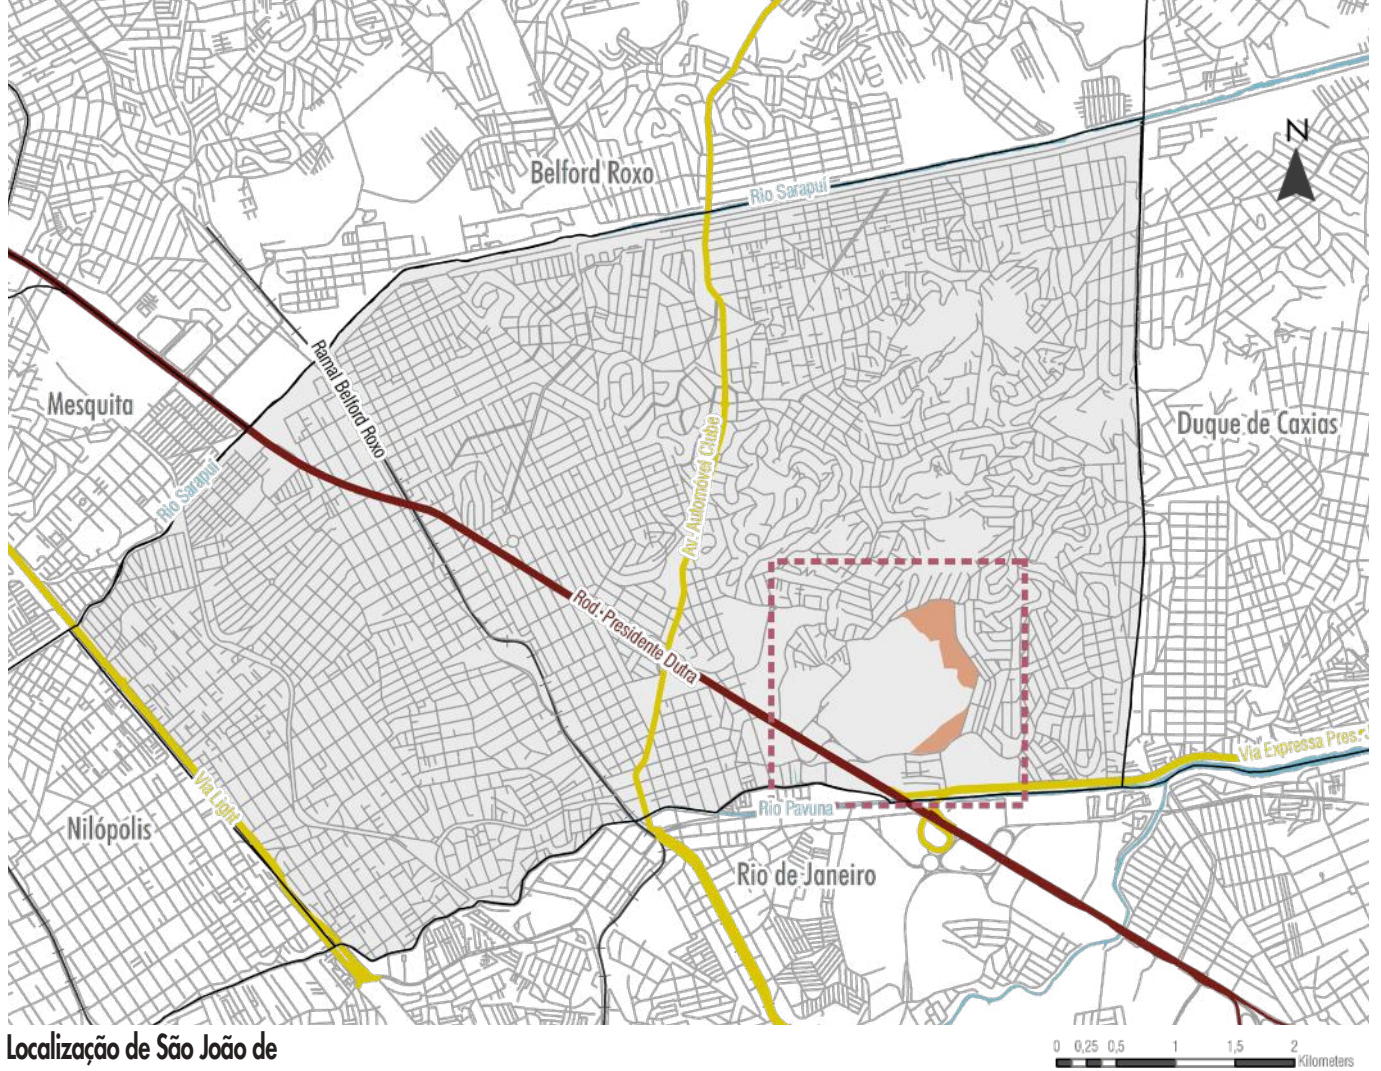 N
Belford Roxo
Rio Sarapuí
Ramal Belford Roxo
Mesquita
Duque de Caxias
Av. Automóvel Clube
Rio Sarapuí
Rod. Presidente Dutra
Via Expressa Pres.
Via Light
Rio Pavuna
Nilópolis
Rio de Janeiro
Localização de São João de
0 0,25 0,5 1 1,5 2
Kilometers